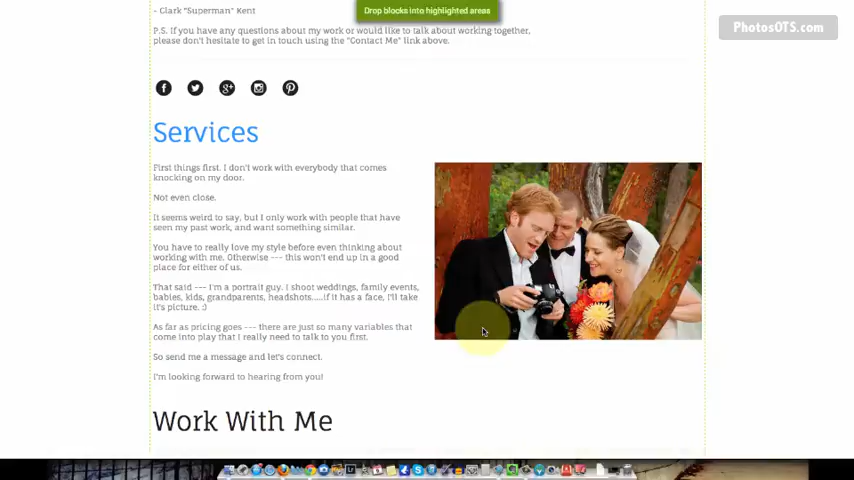 - Clark "Superman" Kent
Drop blocks into highlighted areas
PhotosOTS.com
P.S. If you have any questions about my work or would like to talk about working together,
please don't hesitate to get in touch using the "Contact Me" link above.
Services
First things first. I don't work with everybody that comes
knocking on my door.
Not even close.
It seems weird to say, but I only work with people that have
seen my past work, and want something similar.
You have to really love my style before even thinking about
working with me. Otherwise --- this won't end up in a good
place for either of us.
That said --- I'm a portrait guy. I shoot weddings, family events,
babies, kids, grandparents, headshots.....if it has a face, I'll take
it's picture. :)
As far as pricing goes --- there are just so many variables that
come into play that I really need to talk to you first.
So send me a message and let's connect.
I'm looking forward to hearing from you!
Work With Me